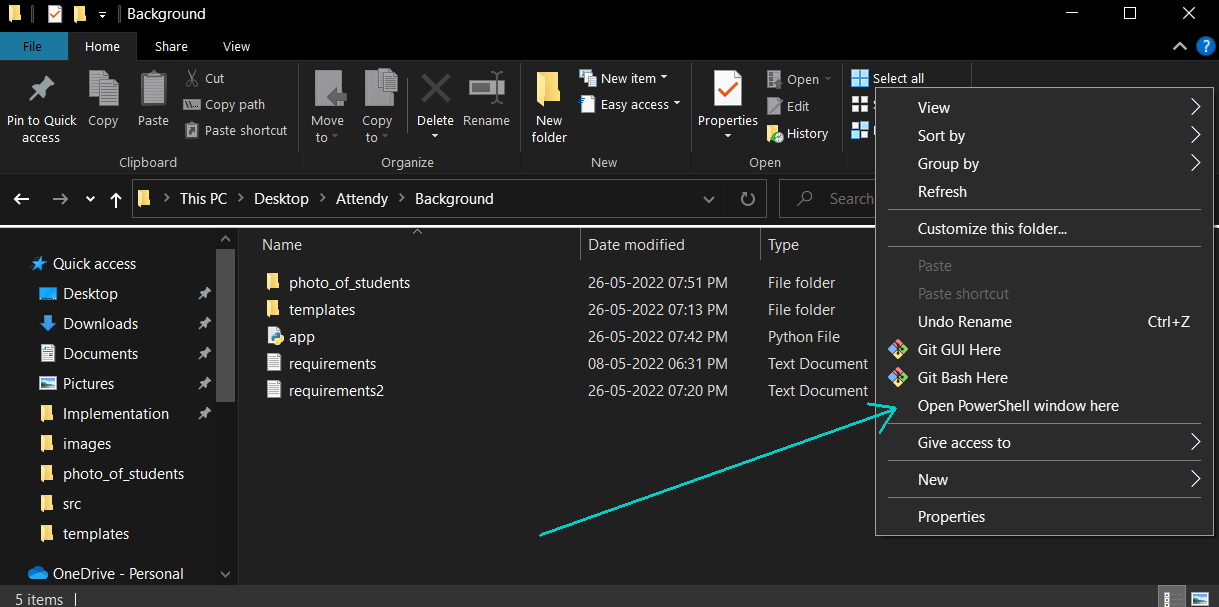 Background
File Home Share View
Pin to Quick access
Copy
Paste
Cut
Copy path
Paste shortcut
Clipboard
Move to
Copy to
Delete
Rename
Organize
New folder
New item
Easy access
New
Properties
Open
Edit
History
Open
Select all
This PC > Desktop > Attendy > Background
Search
Name Date modified Type
photo_of_students 26-05-2022 07:51 PM File folder
templates 26-05-2022 07:13 PM File folder
app 26-05-2022 07:42 PM Python File
requirements 08-05-2022 06:31 PM Text Document
requirements2 26-05-2022 07:20 PM Text Document
Quick access
Desktop
Downloads
Documents
Pictures
Implementation
images
photo_of_students
src
templates
OneDrive - Personal
5 items
View
Sort by
Group by
Refresh
Customize this folder...
Paste
Paste shortcut
Undo Rename Ctrl+Z
Git GUI Here
Git Bash Here
Open PowerShell window here
Give access to
New
Properties